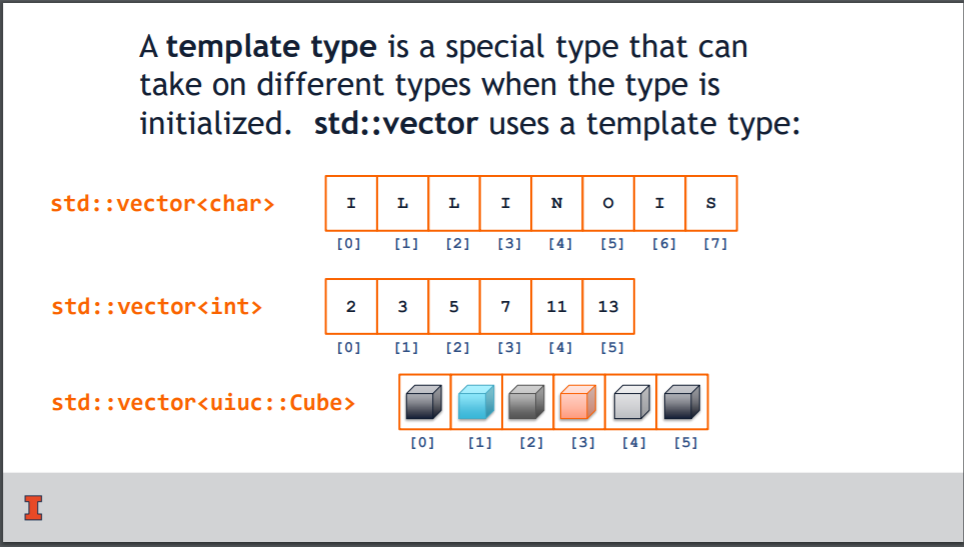 A template type is a special type that can
take on different types when the type is
initialized. std::vector uses a template type:
std::vector<char> I L L I N O I S
[0] [1] [2] [3] [4] [5] [6] [7]
std::vector<int> 2 3 5 7 11 13
[0] [1] [2] [3] [4] [5]
std::vector<uiuc::Cube>
[0] [1] [2] [3] [4] [5]
I